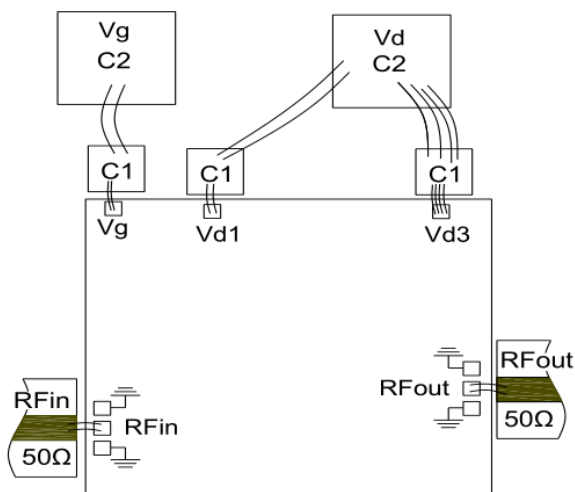 Vg
C2
Vd
C2
C1
C1
C1
Vg
Vd1
Vd3
RFout
RFout
50Ω
RFin
RFin
50Ω